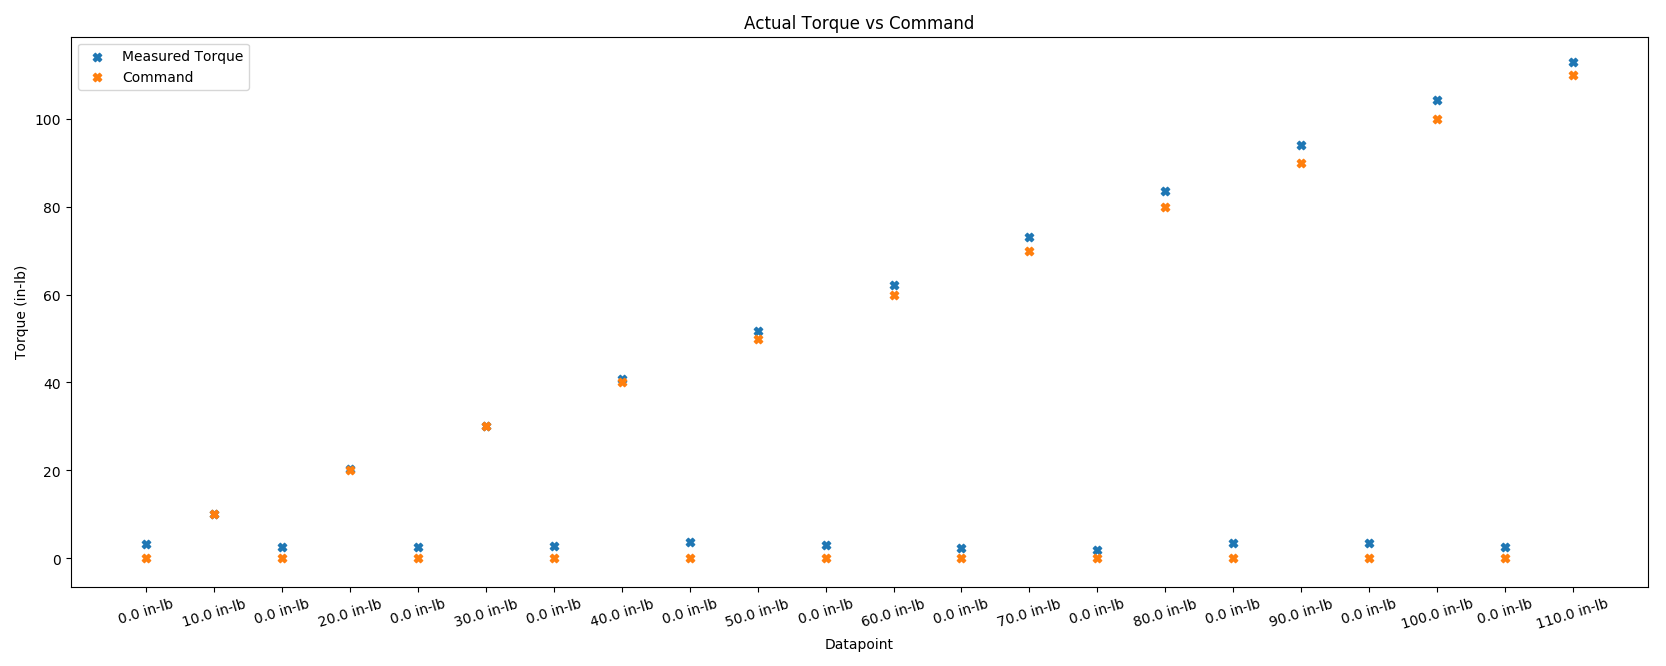 Actual Torque vs Command
Measured Torque
Command
100
80
60
40
20
0
Torque (in-lb)
0.0 in-lb
10.0 in-lb
0.0 in-lb
20.0 in-lb
0.0 in-lb
30.0 in-lb
0.0 in-lb
40.0 in-lb
0.0 in-lb
50.0 in-lb
0.0 in-lb
60.0 in-lb
0.0 in-lb
70.0 in-lb
0.0 in-lb
80.0 in-lb
0.0 in-lb
90.0 in-lb
0.0 in-lb
100.0 in-lb
0.0 in-lb
110.0 in-lb
Datapoint